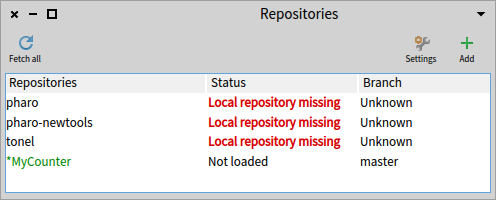 Repositories
Fetch all
Settings
Add
Repositories Status Branch
pharo Local repository missing Unknown
pharo-newtools Local repository missing Unknown
tonel Local repository missing Unknown
*MyCounter Not loaded master